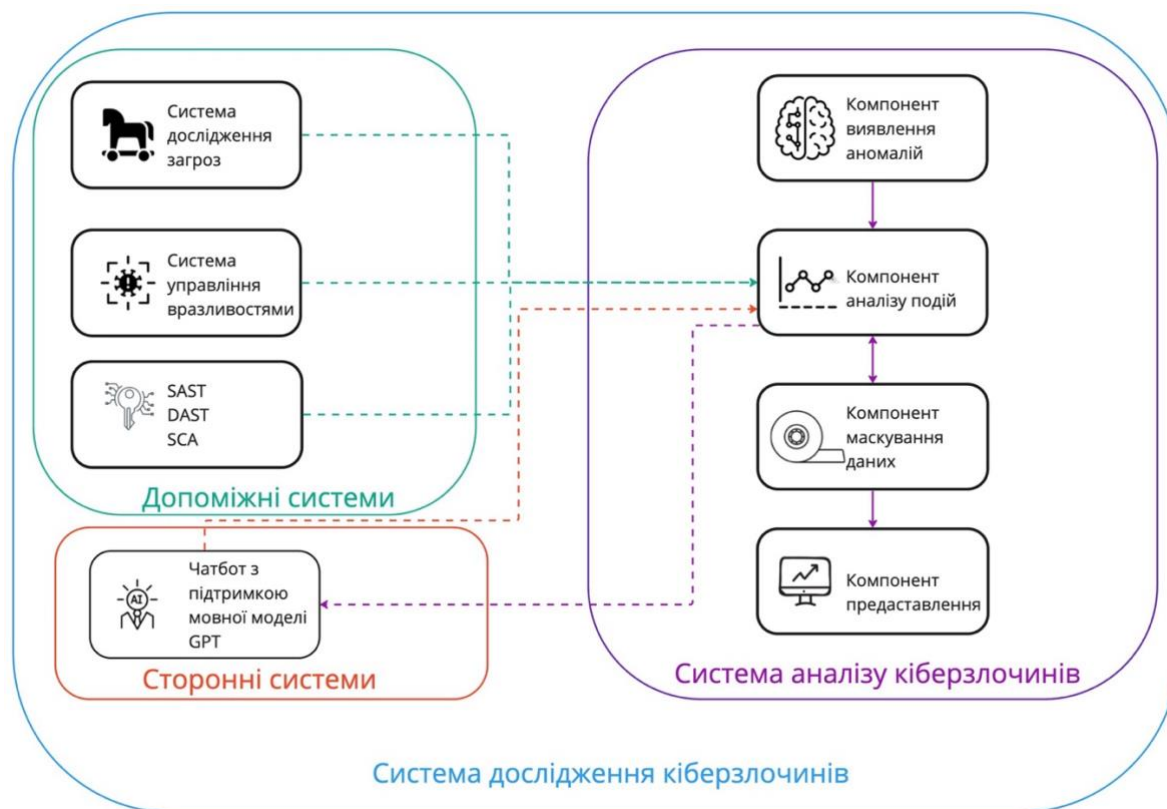 Система
дослідження
загроз
Система
управління
вразливостями
SAST
DAST
SCA
Допоміжні системи
AI
Чатбот з
підтримкою
мовної моделі
GPT
Сторонні системи
Компонент
виявлення
аномалій
Компонент
аналізу подій
Компонент
маскування
даних
Компонент
предаставлення
Система аналізу кіберзлочинів
Система дослідження кіберзлочинів